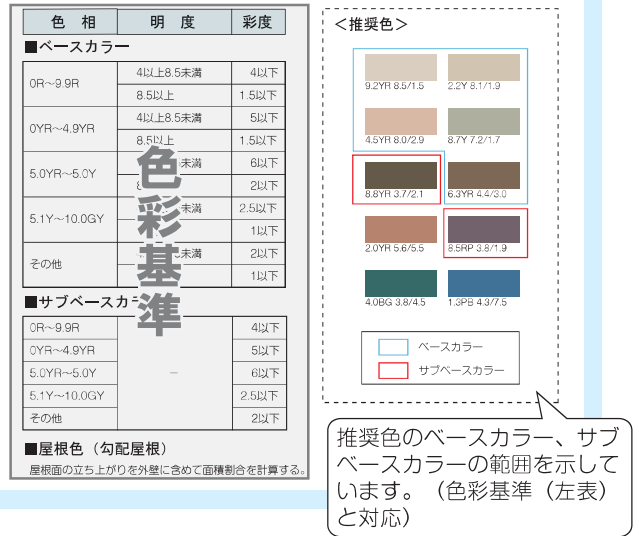 色 相 明 度 彩度
■ベースカラー
0R～9.9R 4以上8.5未満 4以下
8.5以上 1.5以下
0YR～4.9YR 4以上8.5未満 5以下
8.5以上 1.5以下
5.0YR～5.0Y 未満 6以下
2以下
5.1Y～10.0GY 未満 2.5以下
1以下
その他 未満 2以下
1以下
色彩基準
■サブベースカラー
0R～9.9R 4以下
0YR～4.9YR 5以下
5.0YR～5.0Y － 6以下
5.1Y～10.0GY 2.5以下
その他 2以下
■屋根色（勾配屋根）
屋根面の立ち上がりを外壁に含めて面積割合を計算する。
＜推奨色＞
9.2YR 8.5/1.5 2.2Y 8.1/1.9
4.5YR 8.0/2.9 8.7Y 7.2/1.7
8.8YR 3.7/2.1 6.3YR 4.4/3.0
2.0YR 5.6/5.5 8.5RP 3.8/1.9
4.0BG 3.8/4.5 1.3PB 4.3/7.5
ベースカラー
サブベースカラー
推奨色のベースカラー、サブ
ベースカラーの範囲を示して
います。（色彩基準（左表）
と対応）